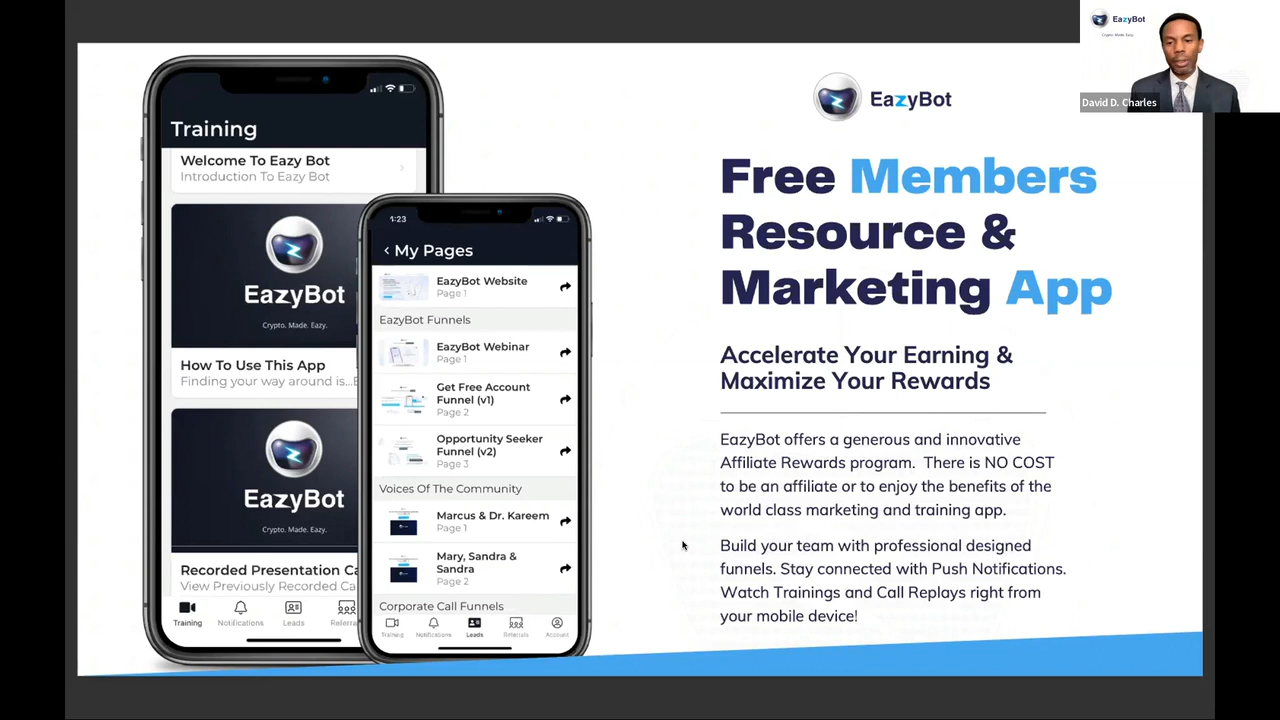 EazyBot
Crypto. Made. Easy.
David D. Charles
EazyBot
Free Members
Resource &
Marketing App
Accelerate Your Earning &
Maximize Your Rewards
EazyBot offers a generous and innovative
Affiliate Rewards program. There is NO COST
to be an affiliate or to enjoy the benefits of the
world class marketing and training app.
Build your team with professional designed
funnels. Stay connected with Push Notifications.
Watch Trainings and Call Replays right from
your mobile device!
Training
Welcome To Eazy Bot
Introduction To Eazy Bot
EazyBot
Crypto. Made. Easy.
How To Use This App
Finding your way around is...E
EazyBot
Crypto. Made. Easy.
Recorded Presentation Ca
View Previously Recorded Ca
Training
Notifications
Leads
Referra
1:23
My Pages
EazyBot Website
Page 1
EazyBot Funnels
EazyBot Webinar
Page 1
Get Free Account
Funnel (v1)
Page 2
Opportunity Seeker
Funnel (v2)
Page 3
Voices Of The Community
Marcus & Dr. Kareem
Page 1
Mary, Sandra &
Sandra
Page 2
Corporate Call Funnels
Training
Notifications
Leads
Referrals
Account